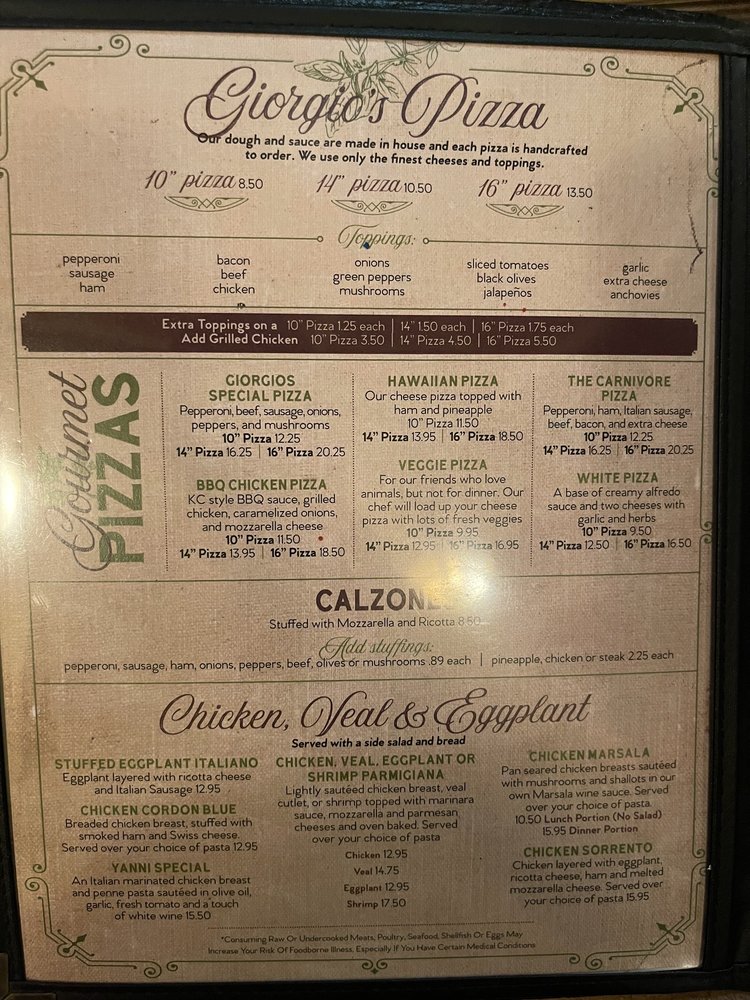 Giorgio's Pizza
Our dough and sauce are made in house and each pizza is handcrafted
to order. We use only the finest cheeses and toppings.
10" pizza 8.50
14" pizza 10.50
16" pizza 13.50
Toppings:
pepperoni
sausage
ham
bacon
beef
chicken
onions
green peppers
mushrooms
sliced tomatoes
black olives
jalapeños
garlic
extra cheese
anchovies
Extra Toppings on a 10" Pizza 1.25 each | 14" 1.50 each | 16" Pizza 1.75 each
Add Grilled Chicken 10" Pizza 3.50 | 14" Pizza 4.50 | 16" Pizza 5.50
Gourmet
PIZZAS
GIORGIOS
SPECIAL PIZZA
Pepperoni, beef, sausage, onions,
peppers, and mushrooms
10" Pizza 12.25
14" Pizza 16.25 | 16" Pizza 20.25
BBQ CHICKEN PIZZA
KC style BBQ sauce, grilled
chicken, caramelized onions,
and mozzarella cheese
10" Pizza 11.50
14" Pizza 13.95 | 16" Pizza 18.50
HAWAIIAN PIZZA
Our cheese pizza topped with
ham and pineapple
10" Pizza 11.50
14" Pizza 13.95 | 16" Pizza 18.50
VEGGIE PIZZA
For our friends who love
animals, but not for dinner. Our
chef will load up your cheese
pizza with lots of fresh veggies
10" Pizza 9.95
14" Pizza 12.95 | 16" Pizza 16.95
THE CARNIVORE
PIZZA
Pepperoni, ham, Italian sausage,
beef, bacon, and extra cheese
10" Pizza 12.25
14" Pizza 16.25 | 16" Pizza 20.25
WHITE PIZZA
A base of creamy alfredo
sauce and two cheeses with
garlic and herbs
10" Pizza 9.50
14" Pizza 12.50 | 16" Pizza 16.50
CALZONES
Stuffed with Mozzarella and Ricotta 8.50
Add stuffings:
pepperoni, sausage, ham, onions, peppers, beef, olives or mushrooms .89 each | pineapple, chicken or steak 2.25 each
Chicken, Veal & Eggplant
Served with a side salad and bread
STUFFED EGGPLANT ITALIANO
Eggplant layered with ricotta cheese
and Italian Sausage 12.95
CHICKEN CORDON BLUE
Breaded chicken breast, stuffed with
smoked ham and Swiss cheese.
Served over your choice of pasta 12.95
YANNI SPECIAL
An Italian marinated chicken breast
and penne pasta sautéed in olive oil,
garlic, fresh tomato and a touch
of white wine 15.50
CHICKEN, VEAL, EGGPLANT OR
SHRIMP PARMIGIANA
Lightly sautéed chicken breast, veal
cutlet, or shrimp topped with marinara
sauce, mozzarella and parmesan
cheeses and oven baked. Served
over your choice of pasta
Chicken 12.95
Veal 14.75
Eggplant 12.95
Shrimp 17.50
CHICKEN MARSALA
Pan seared chicken breasts sautéed
with mushrooms and shallots in our
own Marsala wine sauce. Served
over your choice of pasta.
10.50 Lunch Portion (No Salad)
15.95 Dinner Portion
CHICKEN SORRENTO
Chicken layered with eggplant,
ricotta cheese, ham and melted
mozzarella cheese. Served over
your choice of pasta 15.95
*Consuming Raw Or Undercooked Meats, Poultry, Seafood, Shellfish Or Eggs May
Increase Your Risk Of Foodborne Illness, Especially If You Have Certain Medical Conditions